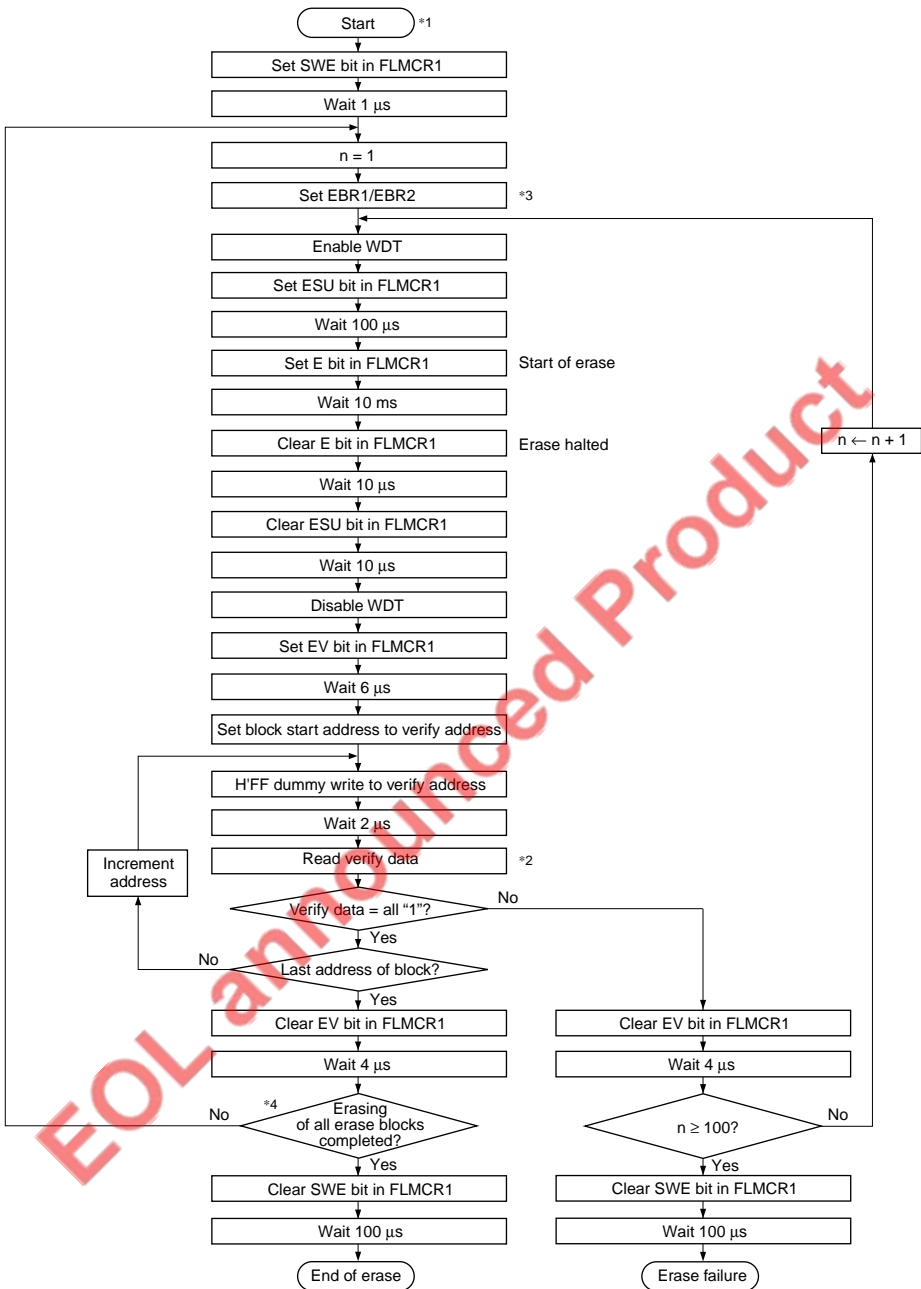 Start
*1
Set SWE bit in FLMCR1
Wait 1 μs
n = 1
Set EBR1/EBR2
*3
Enable WDT
Set ESU bit in FLMCR1
Wait 100 μs
Set E bit in FLMCR1
Start of erase
Wait 10 ms
n ← n + 1
Clear E bit in FLMCR1
Erase halted
Wait 10 μs
Clear ESU bit in FLMCR1
Wait 10 μs
Disable WDT
Set EV bit in FLMCR1
Wait 6 μs
Set block start address to verify address
H'FF dummy write to verify address
Wait 2 μs
Increment
address
Read verify data
*2
Verify data = all “1”?
No
Yes
No
Last address of block?
Yes
Clear EV bit in FLMCR1
Clear EV bit in FLMCR1
Wait 4 μs
Wait 4 μs
No
*4
Erasing
of all erase blocks
completed?
n ≥ 100?
No
Yes
Yes
Clear SWE bit in FLMCR1
Clear SWE bit in FLMCR1
Wait 100 μs
Wait 100 μs
End of erase
Erase failure
EOL announced Product